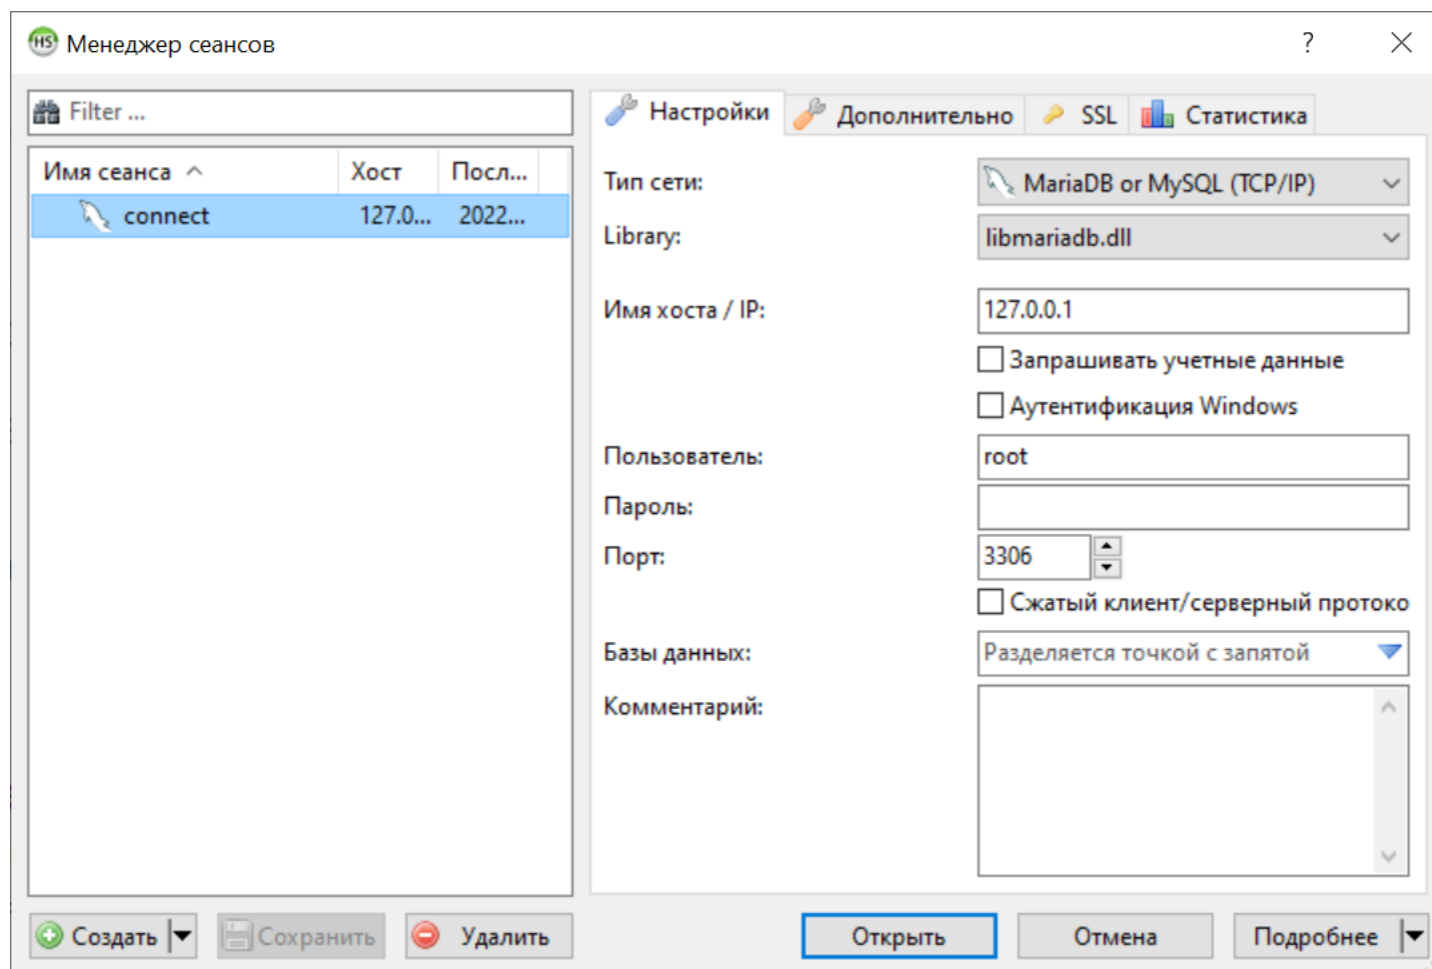 HS Менеджер сеансов ?
Filter ...
Имя сеанса Хост Посл...
connect 127.0... 2022...
Настройки Дополнительно SSL Статистика
Тип сети: MariaDB or MySQL (TCP/IP)
Library: libmariadb.dll
Имя хоста / IP: 127.0.0.1
Запрашивать учетные данные
Аутентификация Windows
Пользователь: root
Пароль:
Порт: 3306
Сжатый клиент/серверный протоко
Базы данных: Разделяется точкой с запятой
Комментарий:
Создать Сохранить Удалить Открыть Отмена Подробнее